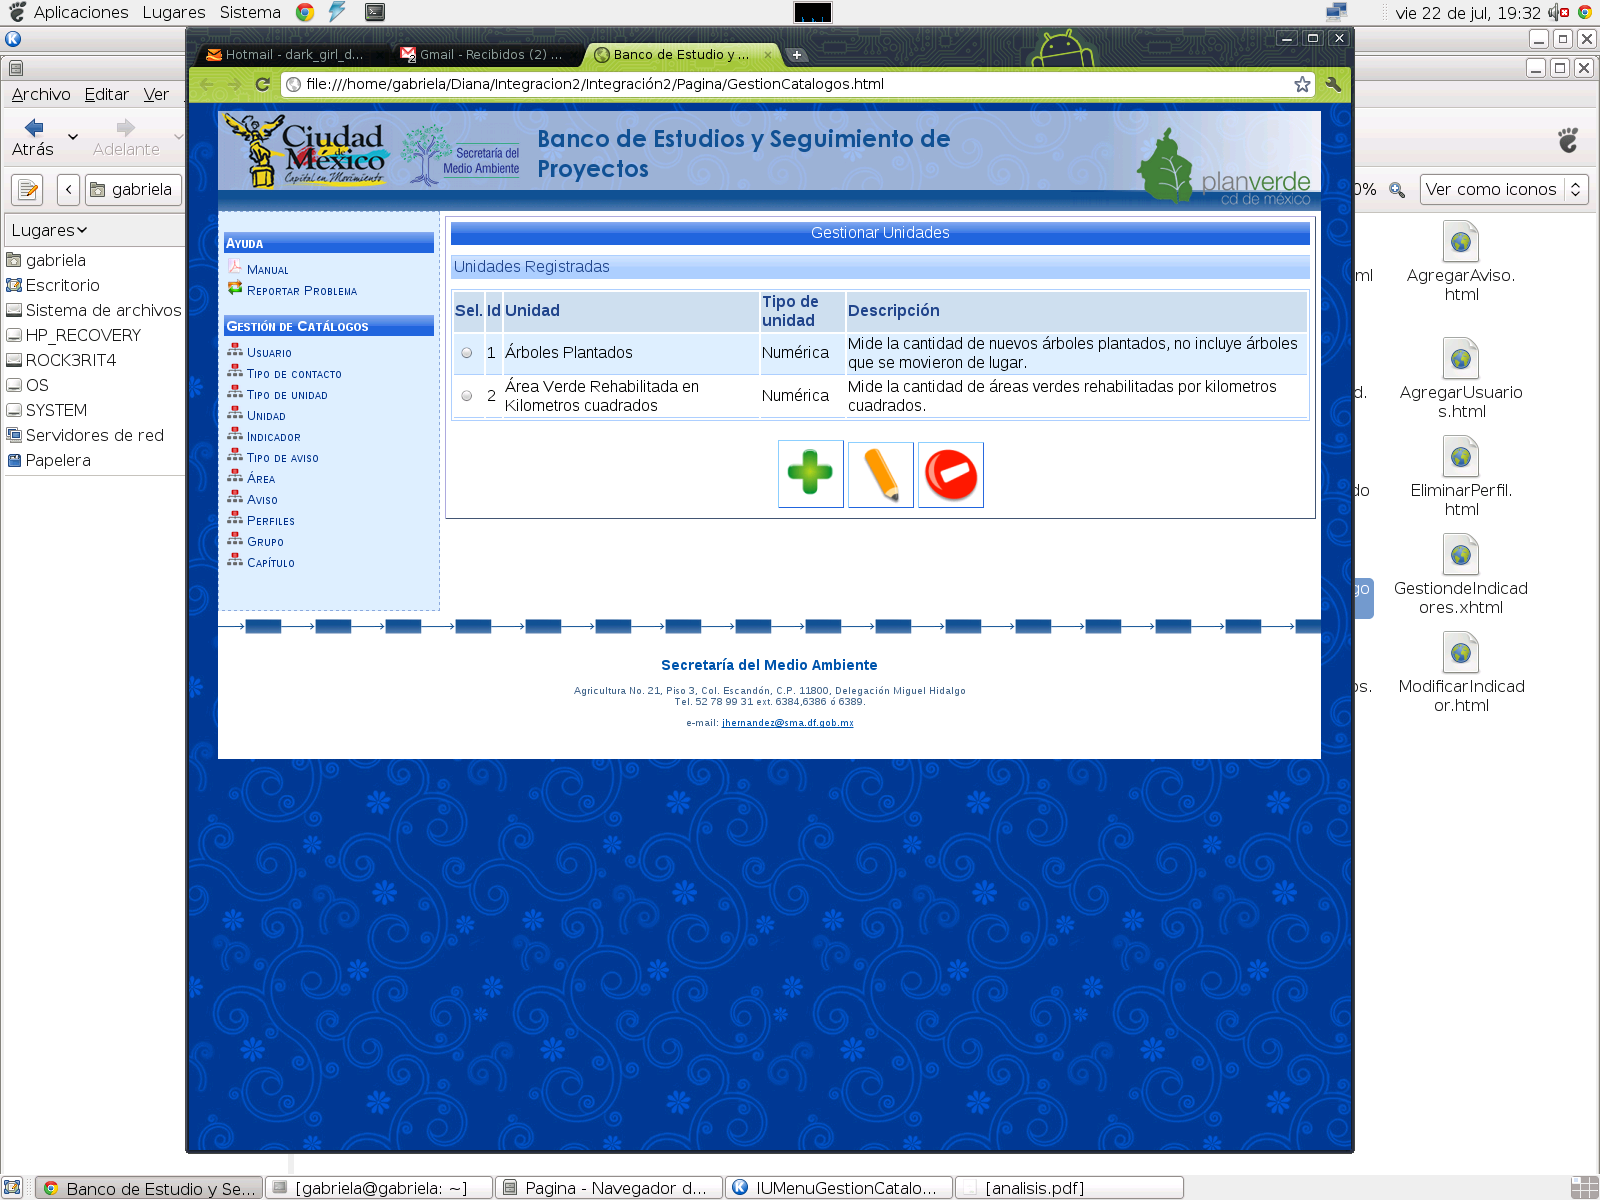 Aplicaciones Lugares Sistema
vie 22 de jul, 19:32
Hotmail - dark_girl_d...
Gmail - Recibidos (2) ...
Banco de Estudio y ...
file:///home/gabriela/Diana/Integracion2/Integración2/Pagina/GestionCatalogos.html
Archivo Editar Ver
Atrás
Adelante
gabriela
0%
Ver como iconos
Lugares
gabriela
Escritorio
Sistema de archivos
HP_RECOVERY
ROCK3RIT4
OS
SYSTEM
Servidores de red
Papelera
Ciudad
de
México
Capital en Movimiento
Secretaría del
Medio Ambiente
Banco de Estudios y Seguimiento de
Proyectos
planverde
cd de méxico
Ayuda
Manual
Reportar Problema
Gestión de Catálogos
Usuario
Tipo de contacto
Tipo de unidad
Unidad
Indicador
Tipo de aviso
Área
Aviso
Perfiles
Grupo
Capítulo
Gestionar Unidades
Unidades Registradas
Sel. Id Unidad Tipo de unidad Descripción
1 Árboles Plantados Numérica Mide la cantidad de nuevos árboles plantados, no incluye árboles
que se movieron de lugar.
2 Área Verde Rehabilitada en
Kilometros cuadrados
Numérica
Mide la cantidad de áreas verdes rehabilitadas por kilometros
cuadrados.
Secretaría del Medio Ambiente
Agricultura No. 21, Piso 3, Col. Escandón, C.P. 11800, Delegación Miguel Hidalgo
Tel. 52 78 99 31 ext. 6384,6386 ó 6389.
e-mail: jhernandez@sma.df.gob.mx
ml
AgregarAviso.
html
d.
AgregarUsuario
s.html
do
EliminarPerfil.
html
go
GestiondeIndicad
ores.xhtml
os.
ModificarIndicad
or.html
Banco de Estudio y Se...
[gabriela@gabriela: ~]
Pagina - Navegador d...
IUMenuGestionCatalo...
[analisis.pdf]